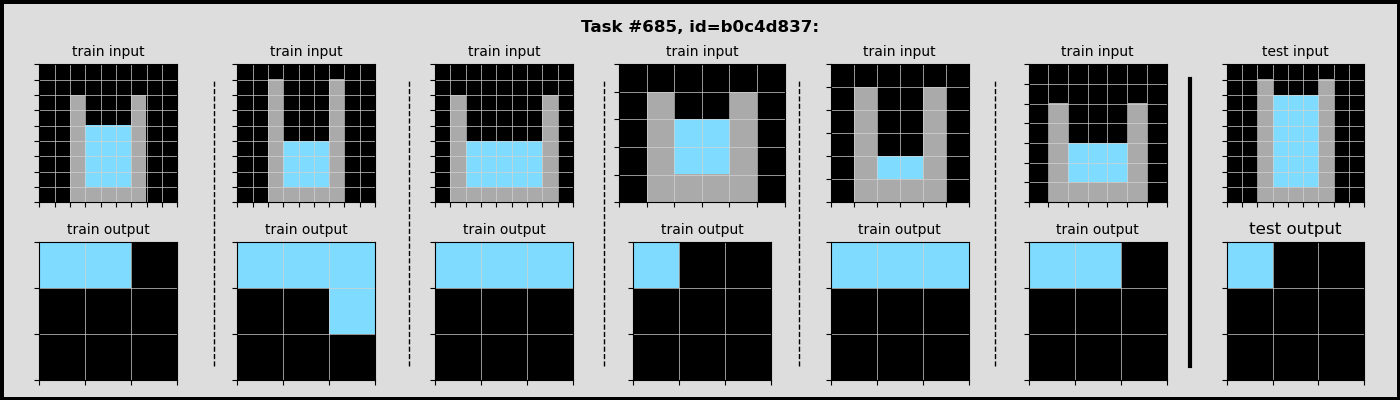 Task #685, id=b0c4d837:
train input train input train input train input train input train input test input
train output train output train output train output train output train output test output